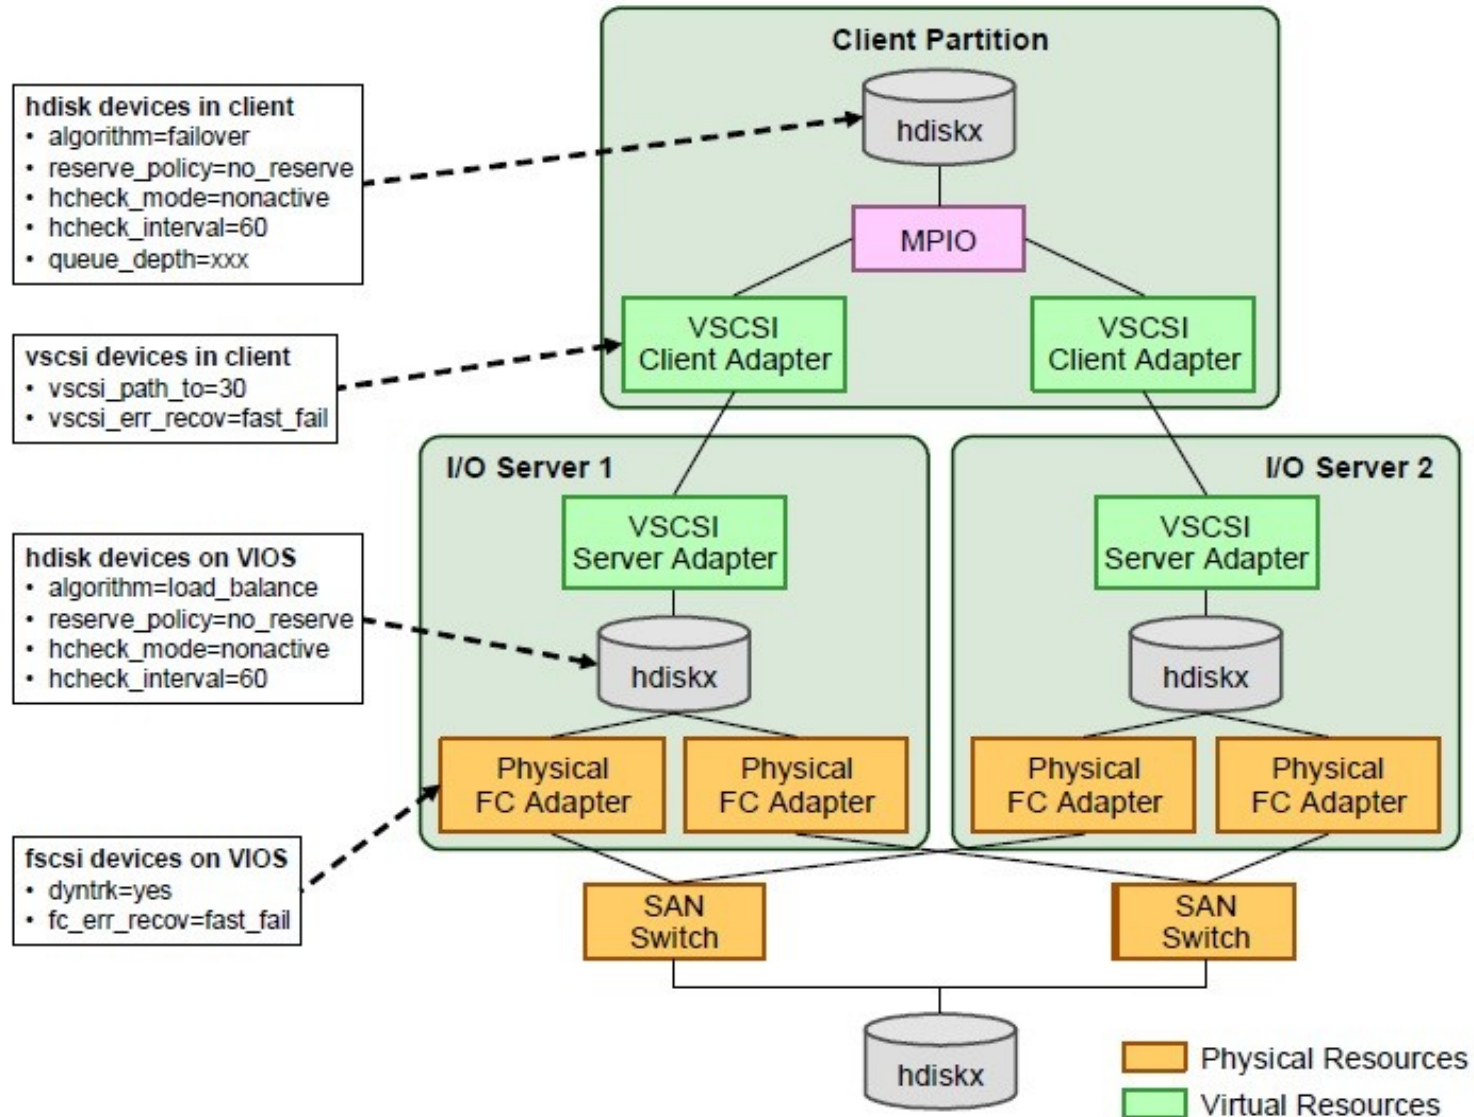 Client Partition
hdiskx
MPIO
VSCSI
Client Adapter
VSCSI
Client Adapter
hdisk devices in client
• algorithm=failover
• reserve_policy=no_reserve
• hcheck_mode=nonactive
• hcheck_interval=60
• queue_depth=xxx
vscsi devices in client
• vscsi_path_to=30
• vscsi_err_recov=fast_fail
I/O Server 1
VSCSI
Server Adapter
hdiskx
Physical
FC Adapter
Physical
FC Adapter
I/O Server 2
VSCSI
Server Adapter
hdiskx
Physical
FC Adapter
Physical
FC Adapter
hdisk devices on VIOS
• algorithm=load_balance
• reserve_policy=no_reserve
• hcheck_mode=nonactive
• hcheck_interval=60
fscsi devices on VIOS
• dyntrk=yes
• fc_err_recov=fast_fail
SAN
Switch
SAN
Switch
hdiskx
Physical Resources
Virtual Resources